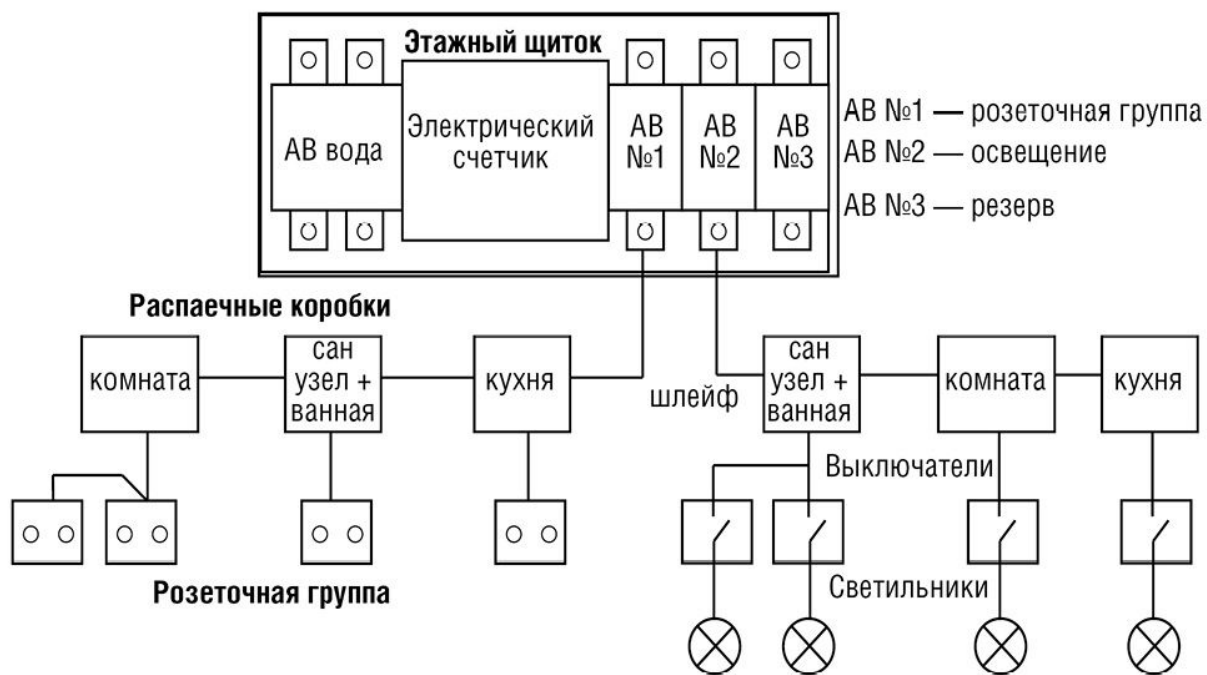 Этажный щиток
АВ вода
Электрический
счетчик
АВ
№1
АВ
№2
АВ
№3
АВ №1 — розеточная группа
АВ №2 — освещение
АВ №3 — резерв
Распаечные коробки
комната
сан
узел +
ванная
кухня
шлейф
сан
узел +
ванная
комната
кухня
Выключатели
Розеточная группа
Светильники